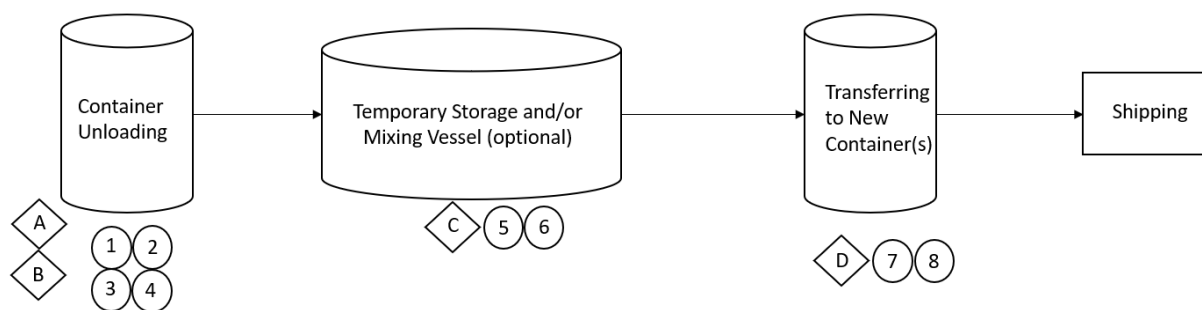 Container
Unloading
Temporary Storage and/or
Mixing Vessel (optional)
Transferring
to New
Container(s)
Shipping
A
B
1 2
3 4
C 5 6
D 7 8